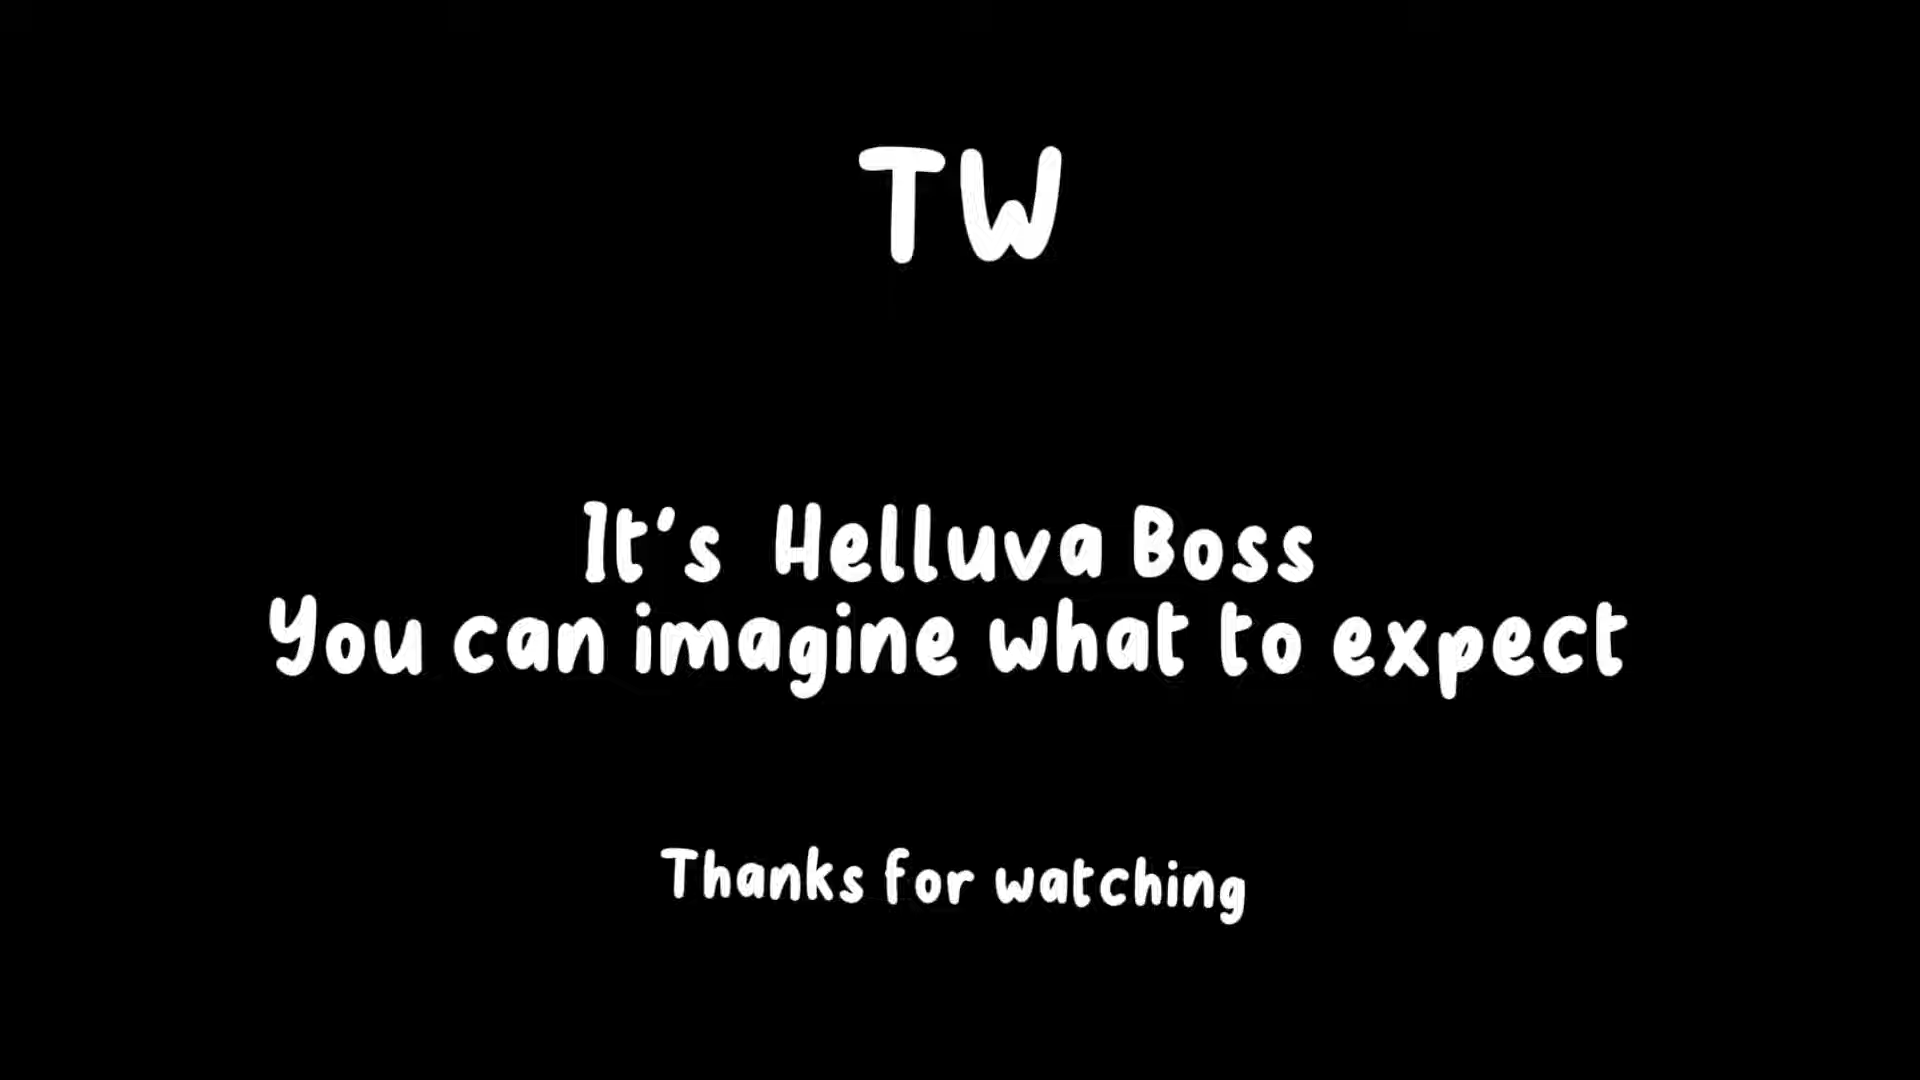 TW
It's Helluva Boss
You can imagine what to expect
Thanks for watching